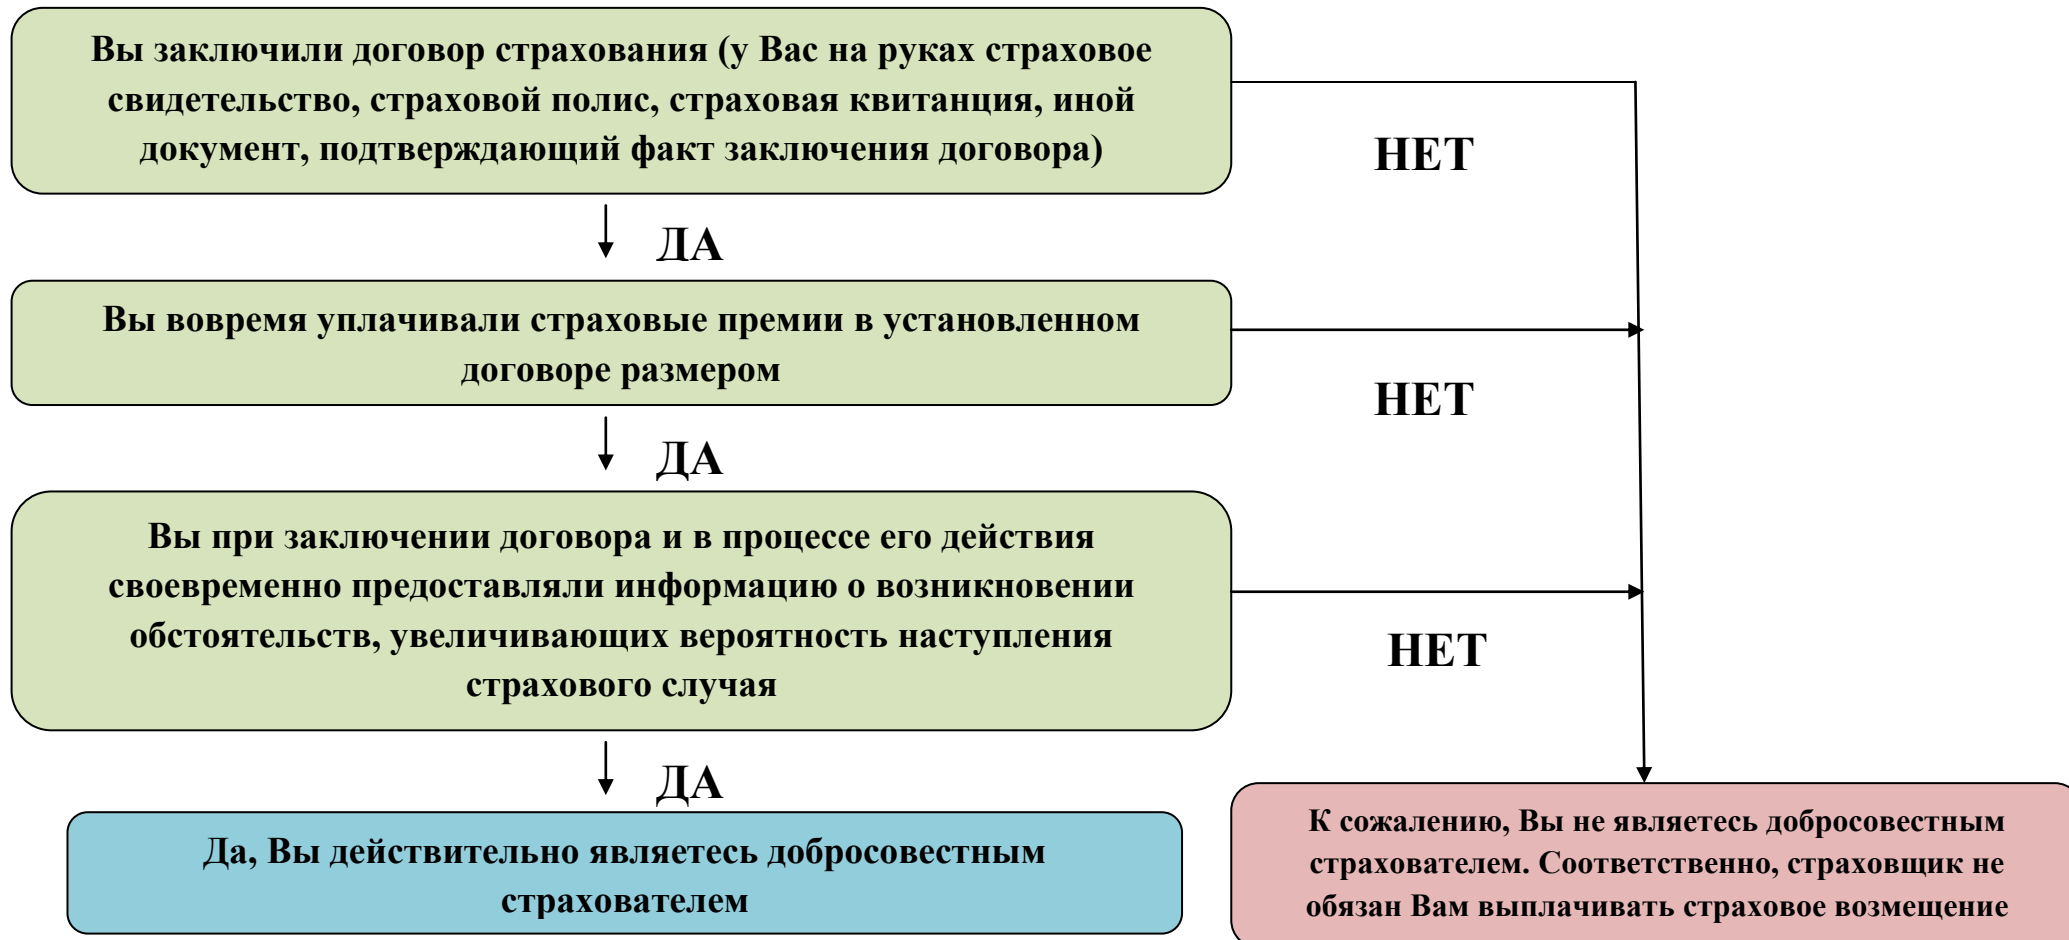 Вы заключили договор страхования (у Вас на руках страховое
свидетельство, страховой полис, страховая квитанция, иной
документ, подтверждающий факт заключения договора)
НЕТ
ДА
Вы вовремя уплачивали страховые премии в установленном
договоре размером
НЕТ
ДА
Вы при заключении договора и в процессе его действия
своевременно предоставляли информацию о возникновении
обстоятельств, увеличивающих вероятность наступления
страхового случая
НЕТ
ДА
Да, Вы действительно являетесь добросовестным
страхователем
К сожалению, Вы не являетесь добросовестным
страхователем. Соответственно, страховщик не
обязан Вам выплачивать страховое возмещение